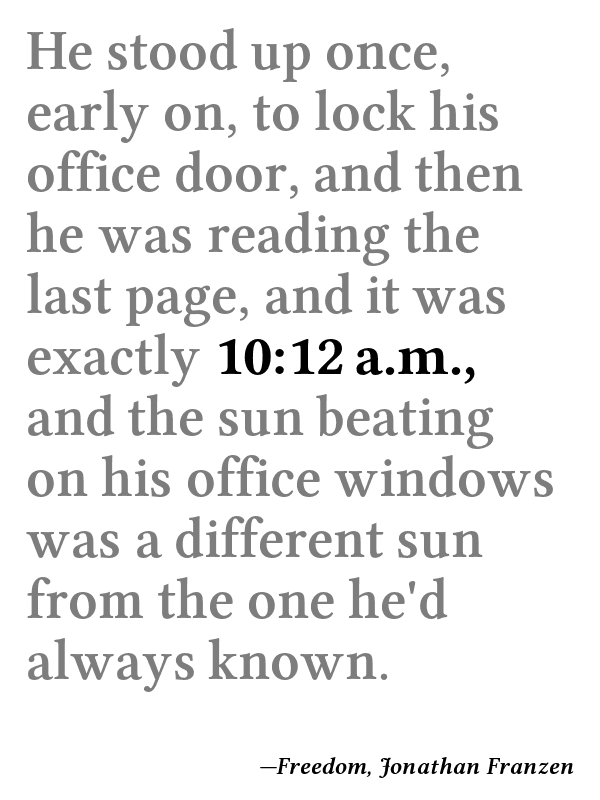 He stood up once,
early on, to lock his
office door, and then
he was reading the
last page, and it was
exactly 10:12 a.m.,
and the sun beating
on his office windows
was a different sun
from the one he'd
always known.
—Freedom, Jonathan Franzen